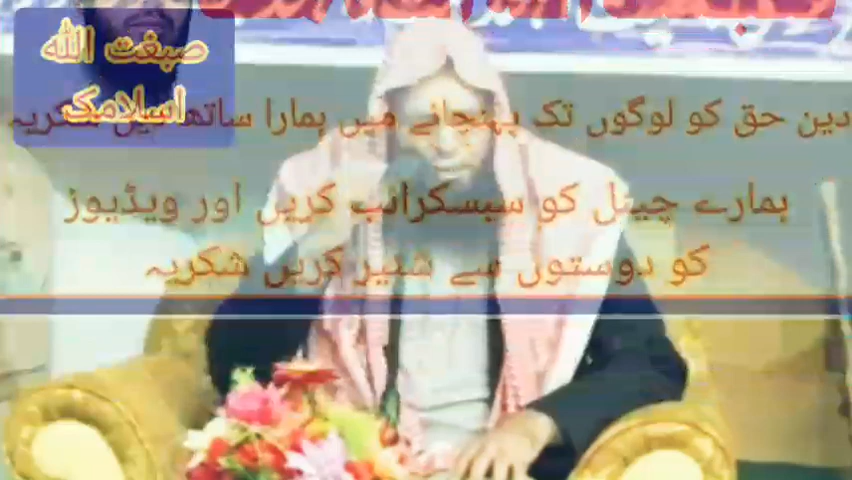 صبغت اللہ
اسلامک
دین حق کو لوگوں تک پہنچانے میں ہمارا ساتھ دیں شکریہ
ہمارے چینل کو سبسکرائب کریں اور ویڈیوز
کو دوستوں سے شئیر کریں شکریہ